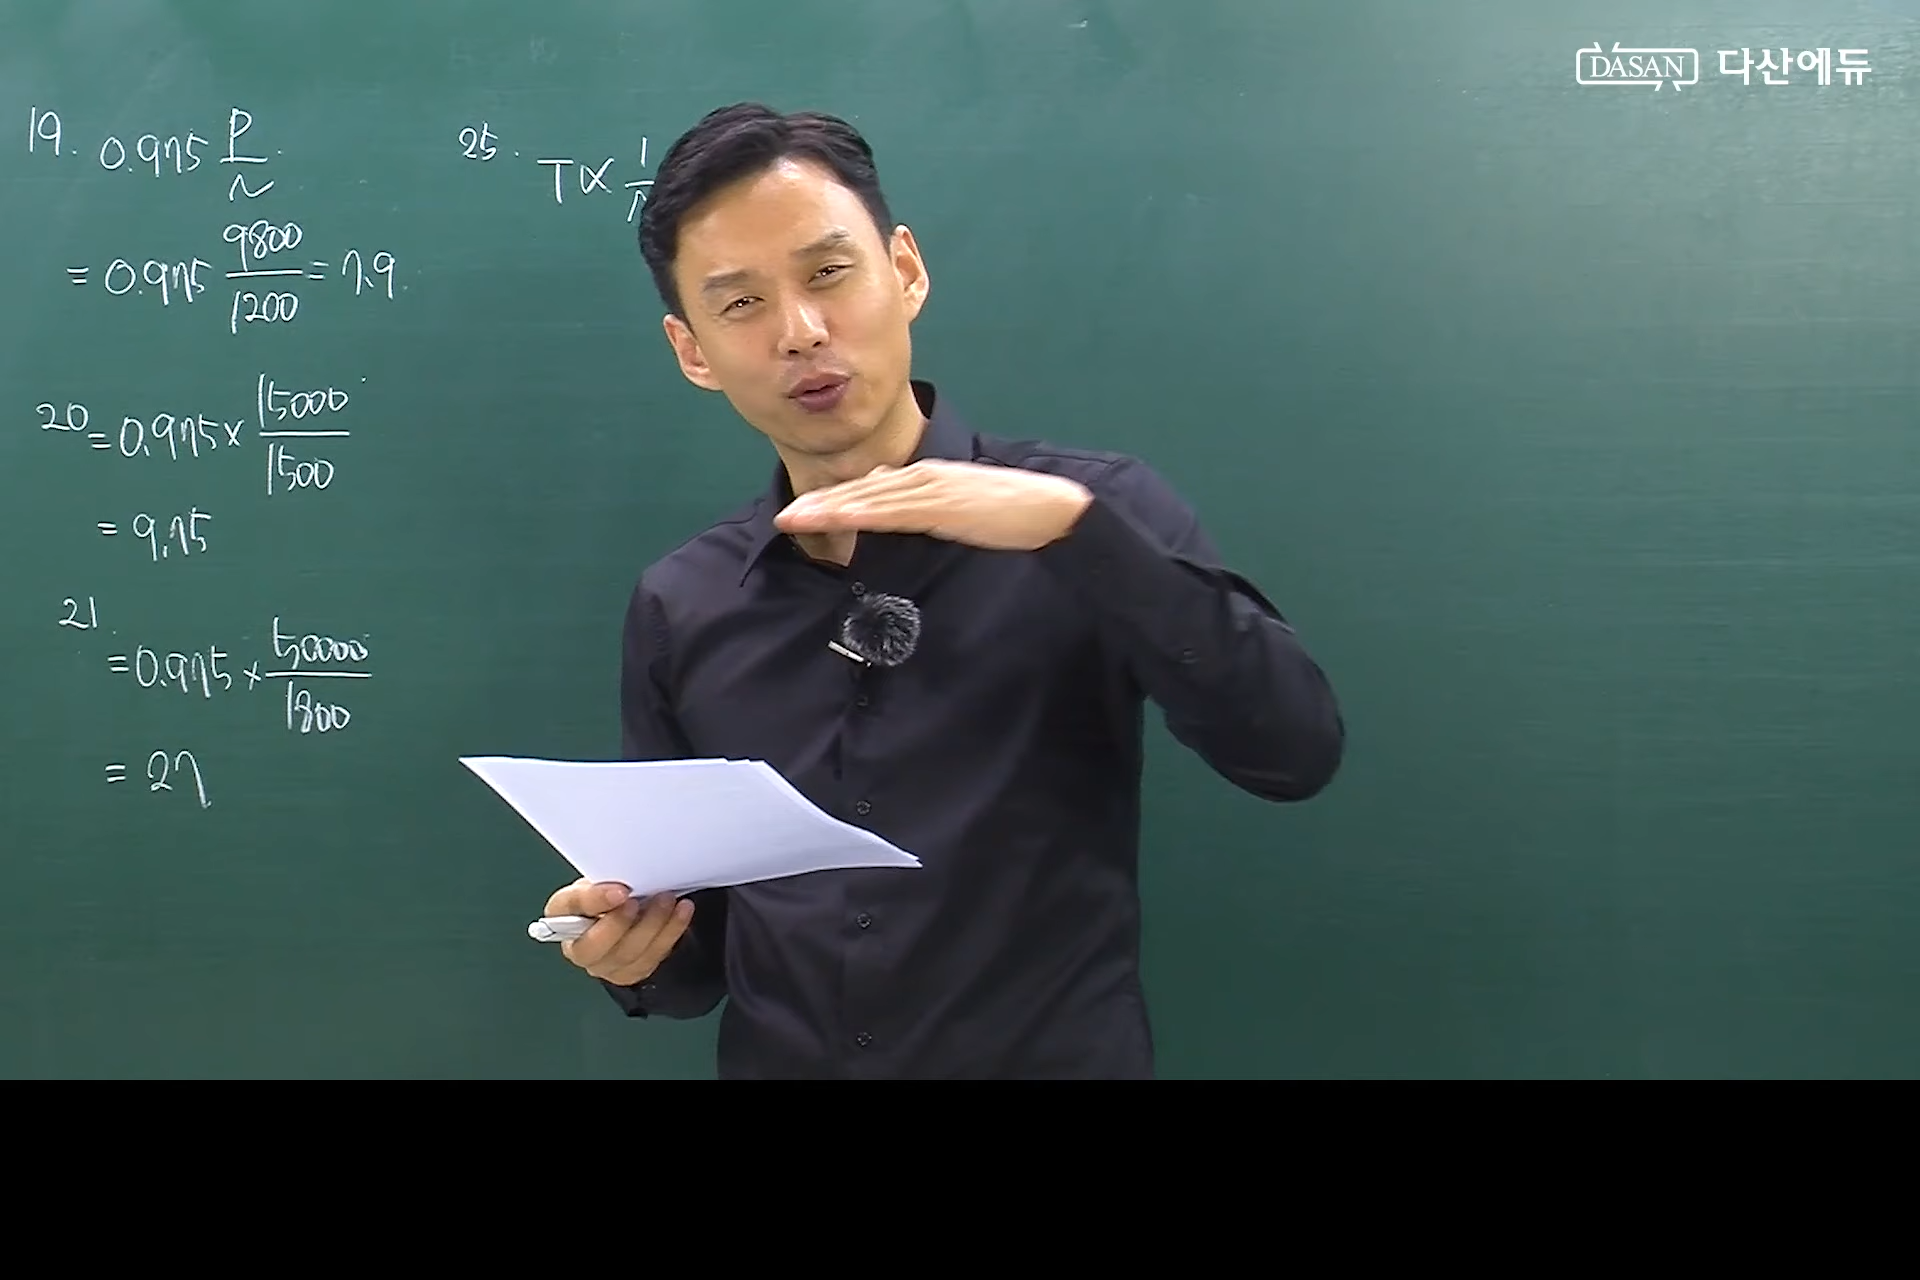 DASAN 다산에듀
19. 0.975 P/N
= 0.975 9800/1200 = 7.9
20 = 0.975 × 15000/1500
= 9.75
21. = 0.975 × 50000/1800
= 27
25. T ∝ 1/N